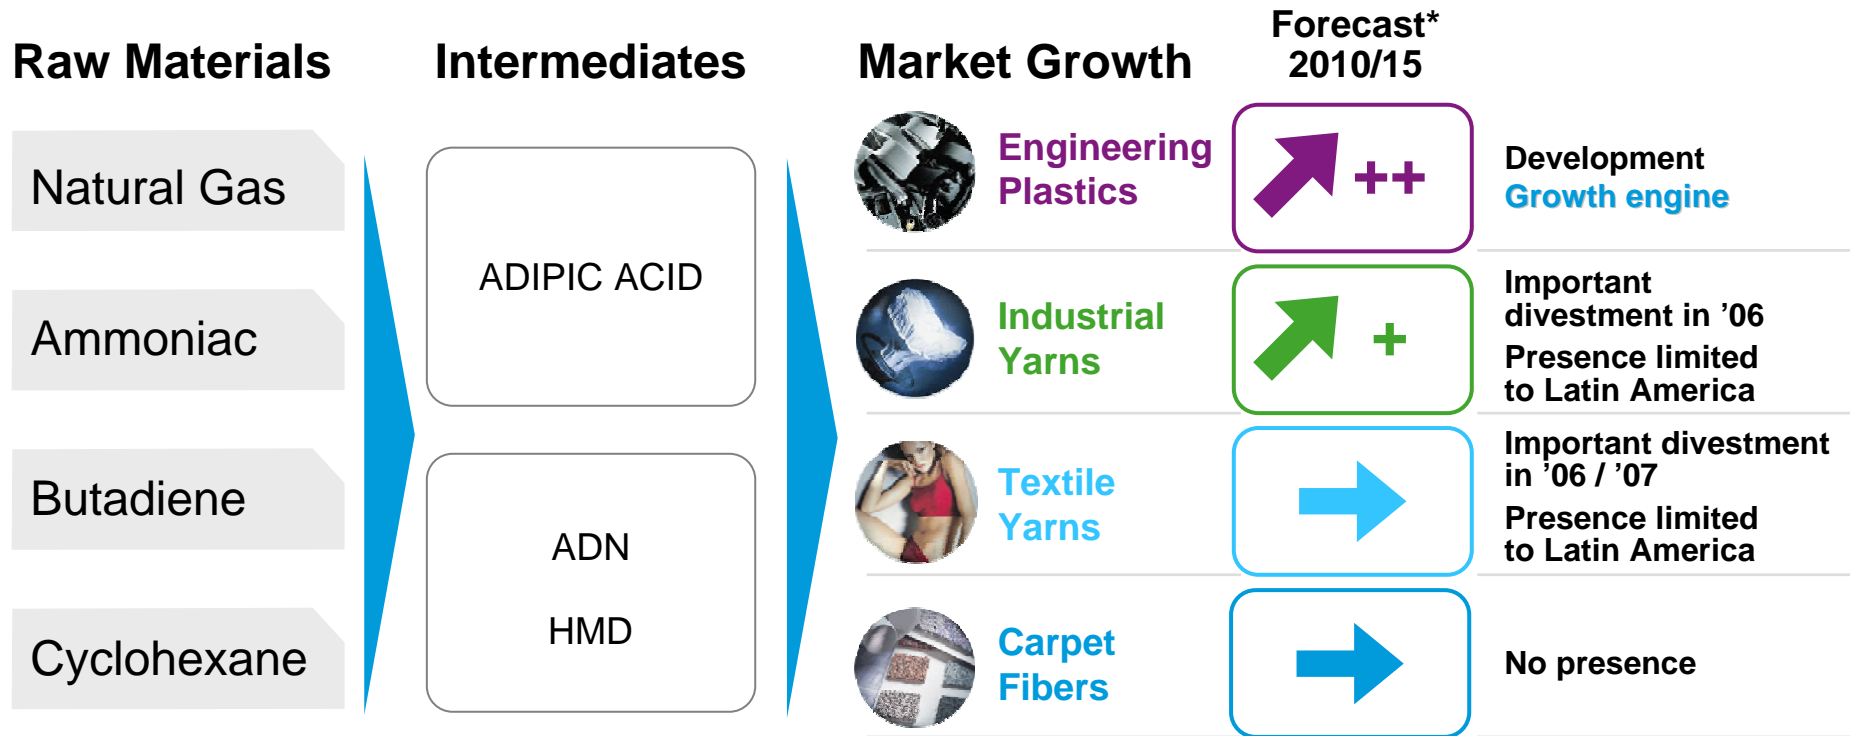 Raw Materials
Intermediates
Market Growth
Forecast*
2010/15
Natural Gas
Ammoniac
Butadiene
Cyclohexane
ADIPIC ACID
ADN
HMD
Engineering
Plastics
++
Development
Growth engine
Industrial
Yarns
+
Important
divestment in ’06
Presence limited
to Latin America
Textile
Yarns
Important divestment
in ’06 / ’07
Presence limited
to Latin America
Carpet
Fibers
No presence